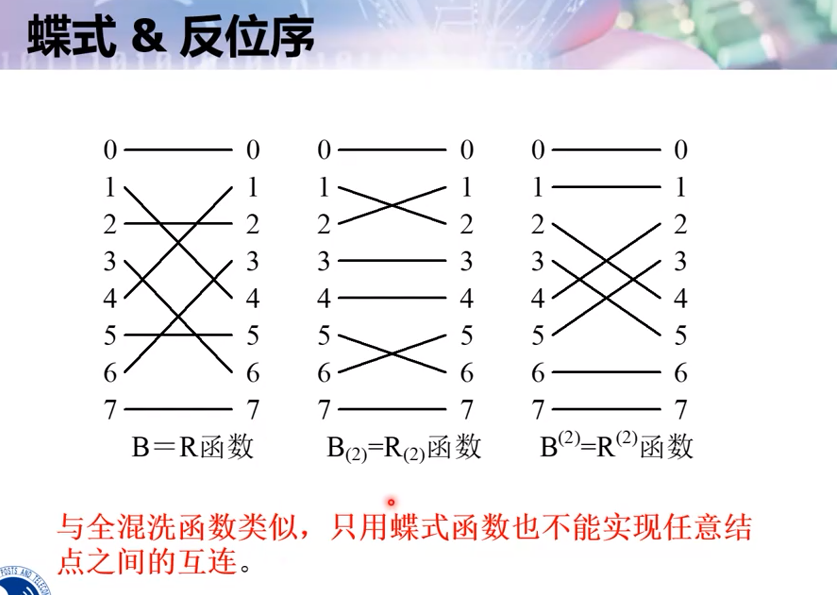 蝶式 & 反位序
0 0 0 0 0 0
1 1 1 1 1 1
2 2 2 2 2 2
3 3 3 3 3 3
4 4 4 4 4 4
5 5 5 5 5 5
6 6 6 6 6 6
7 7 7 7 7 7
B＝R函数 B(2)=R(2)函数 B(2)=R(2)函数
与全混洗函数类似，只用蝶式函数也不能实现任意结
点之间的互连。
POSTS AND